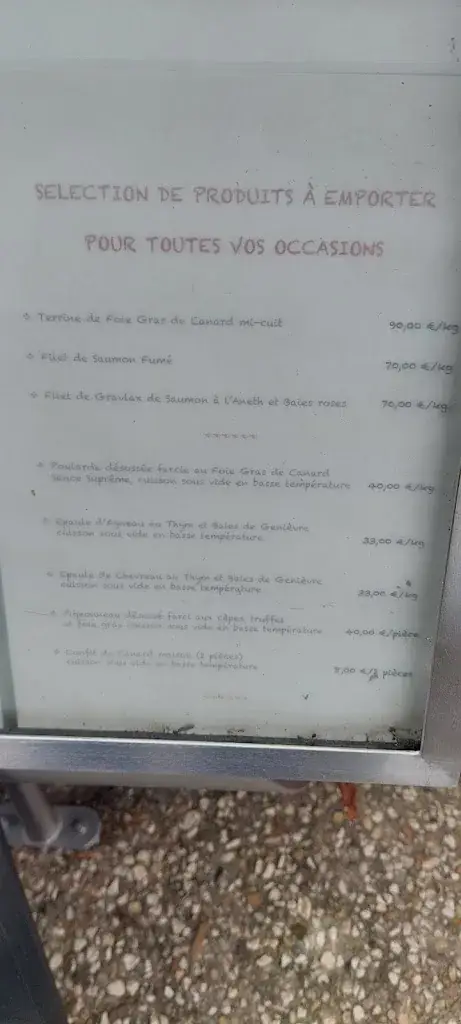 SELECTION DE PRODUITS À EMPORTER
POUR TOUTES VOS OCCASIONS
Terrine de Foie Gras de Canard mi-cuit 90,00 €/kg
Filet de Saumon Fumé 70,00 €/kg
Filet de Gravlax de Saumon à l'Aneth et Baies roses 70,00 €/kg
Poularde désossée farcie au Foie Gras de Canard
Sauce Suprême, cuisson sous vide en basse température 40,00 €/kg
Epaule d'Agneau au Thym et Baies de Genièvre
cuisson sous vide en basse température 33,00 €/kg
Epaule de Chevreau au Thym et Baies de Genièvre
cuisson sous vide en basse température 33,00 €/kg
Pigeonneau désossé farci aux cèpes, truffes
et foie gras cuisson sous vide en basse température 40,00 €/pièce
Confit de Canard maison (2 pièces)
cuisson sous vide en basse température €/2 pièces